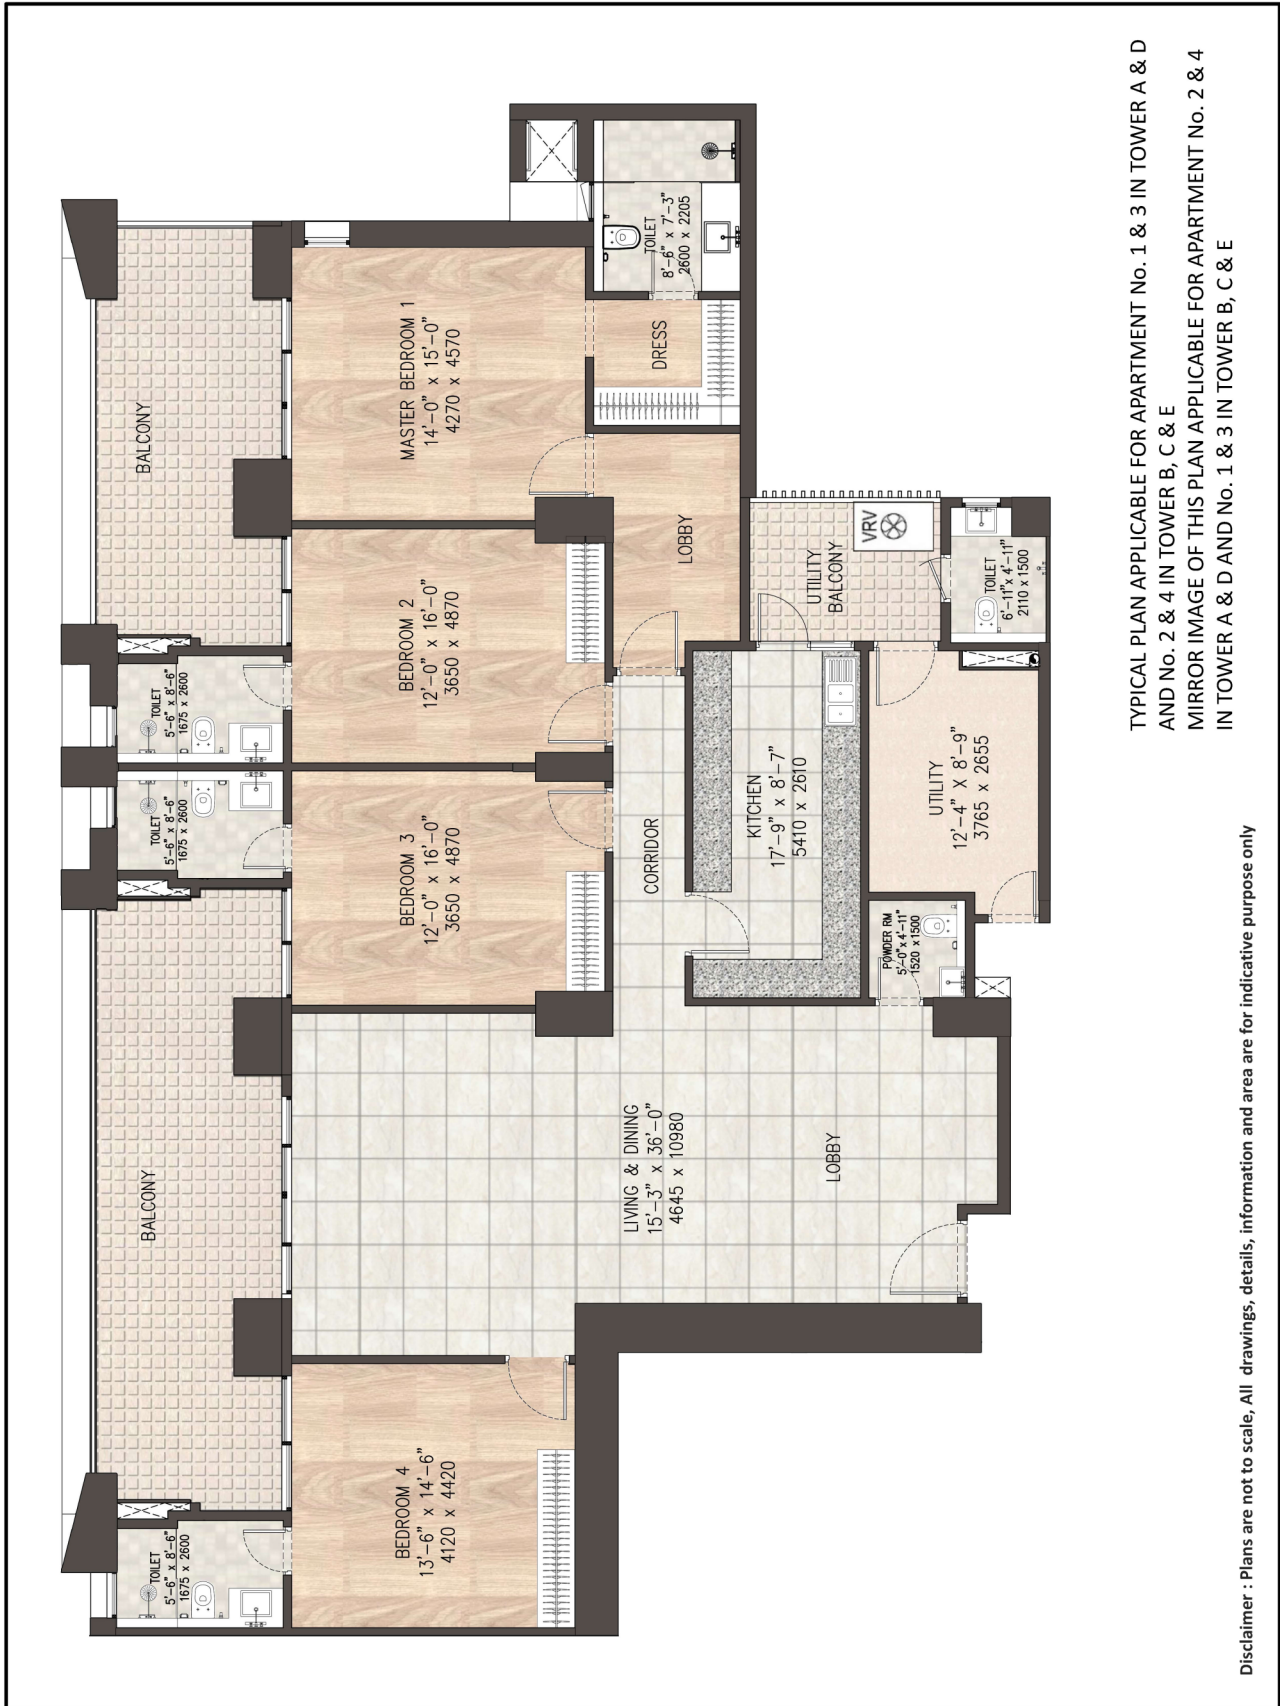 BALCONY
BALCONY
TOILET
5'-6" x 8'-6"
1675 x 2600
TOILET
5'-6" x 8'-6"
1675 x 2600
TOILET
5'-6" x 8'-6"
1675 x 2600
BEDROOM 4
13'-6" x 14'-6"
4120 x 4420
BEDROOM 3
12'-0" x 16'-0"
3650 x 4870
BEDROOM 2
12'-0" x 16'-0"
3650 x 4870
MASTER BEDROOM 1
14'-0" x 15'-0"
4270 x 4570
DRESS
TOILET
8'-6" x 7'-3"
2600 x 2205
LIVING & DINING
15'-3" x 36'-0"
4645 x 10980
CORRIDOR
LOBBY
LOBBY
KITCHEN
17'-9" x 8'-7"
5410 x 2610
UTILITY
BALCONY
VRV
POWDER RM
5'-0" x 4'-11"
1520 x1500
UTILITY
12'-4" X 8'-9"
3765 x 2655
TOILET
6'-11"x 4'-11"
2110 x 1500
TYPICAL PLAN APPLICABLE FOR APARTMENT No. 1 & 3 IN TOWER A & D
AND No. 2 & 4 IN TOWER B, C & E
MIRROR IMAGE OF THIS PLAN APPLICABLE FOR APARTMENT No. 2 & 4
IN TOWER A & D AND No. 1 & 3 IN TOWER B, C & E
Disclaimer : Plans are not to scale, All drawings, details, information and area are for indicative purpose only